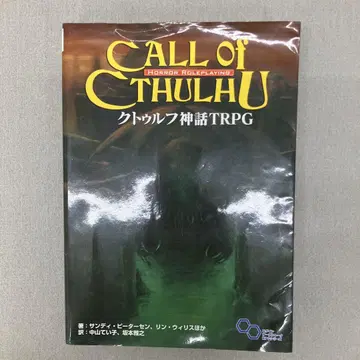 CALL of
HORROR ROLEPLAYING
CTHULHU
クトゥルフ神話TRPG
著：サンディ・ピーターセン、リン・ウィリスほか
訳：中山てい子、坂本雅之